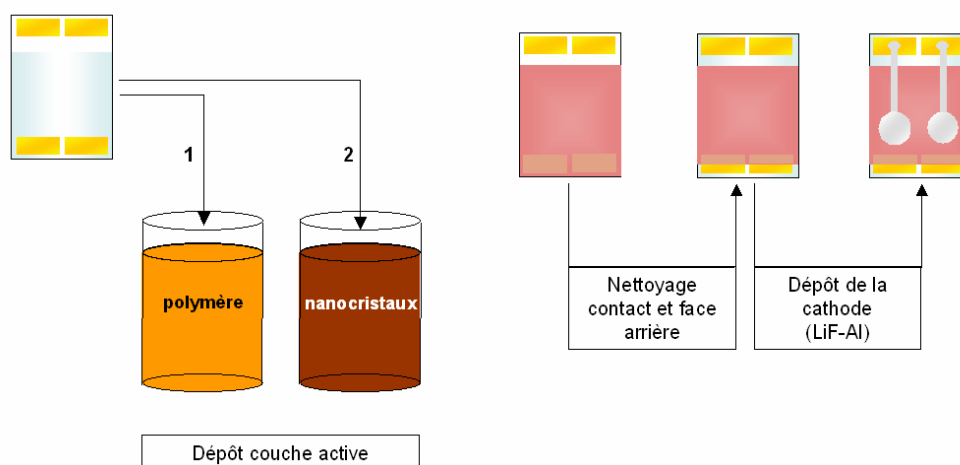 1
2
polymère
nanocristaux
Dépôt couche active
Nettoyage
contact et face
arrière
Dépôt de la
cathode
(LiF-Al)